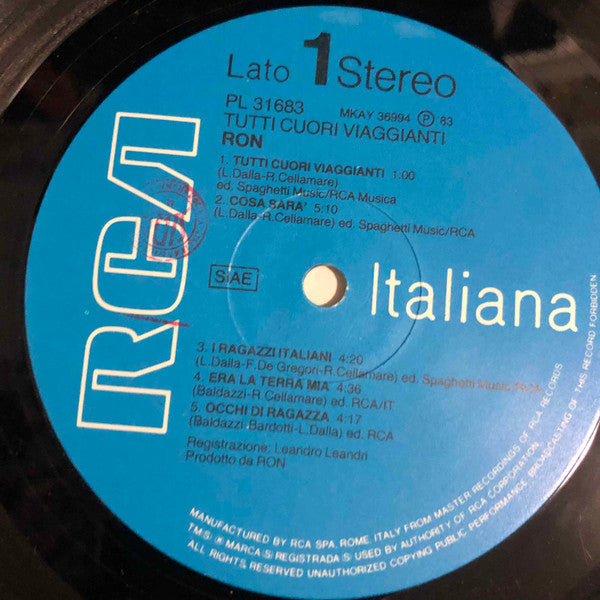 Lato 1 Stereo
PL 31683 MKAY 36994 Ⓟ 83
TUTTI CUORI VIAGGIANTI
RON
1. TUTTI CUORI VIAGGIANTI 1:00
(L.Dalla-R.Cellamare)
ed. Spaghetti Music/RCA Musica
2. COSA SARA' 5:10
(L.Dalla-R.Cellamare) ed. Spaghetti Music/RCA
RCA
SIAE
Italiana
3. I RAGAZZI ITALIANI 4:20
(L.Dalla-F.De Gregori-R.Cellamare) ed. Spaghetti Music/RCA
4. ERA LA TERRA MIA 4:36
(Baldazzi-R.Cellamare) ed. RCA/IT
5. OCCHI DI RAGAZZA 4:17
(Baldazzi-Bardotti-L.Dalla) ed. RCA
Registrazione: Leandro Leandri
Prodotto da RON
MANUFACTURED BY RCA SPA, ROME, ITALY FROM MASTER RECORDINGS OF RCA RECORDS
TMS ® MARCA(S) REGISTRADA(S) USED BY AUTHORITY OF RCA CORPORATION.
ALL RIGHTS RESERVED UNAUTHORIZED COPYING PUBLIC PERFORMANCE BROADCASTING OF THIS RECORD FORBIDDEN